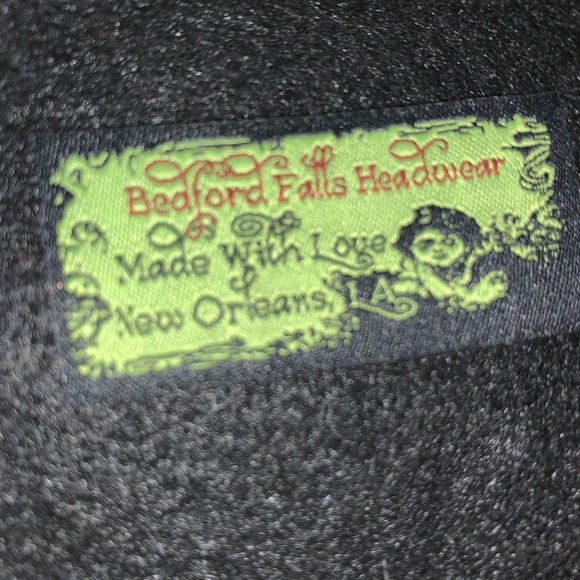 Bedford Falls Headwear
Made With Love
New Orleans, LA